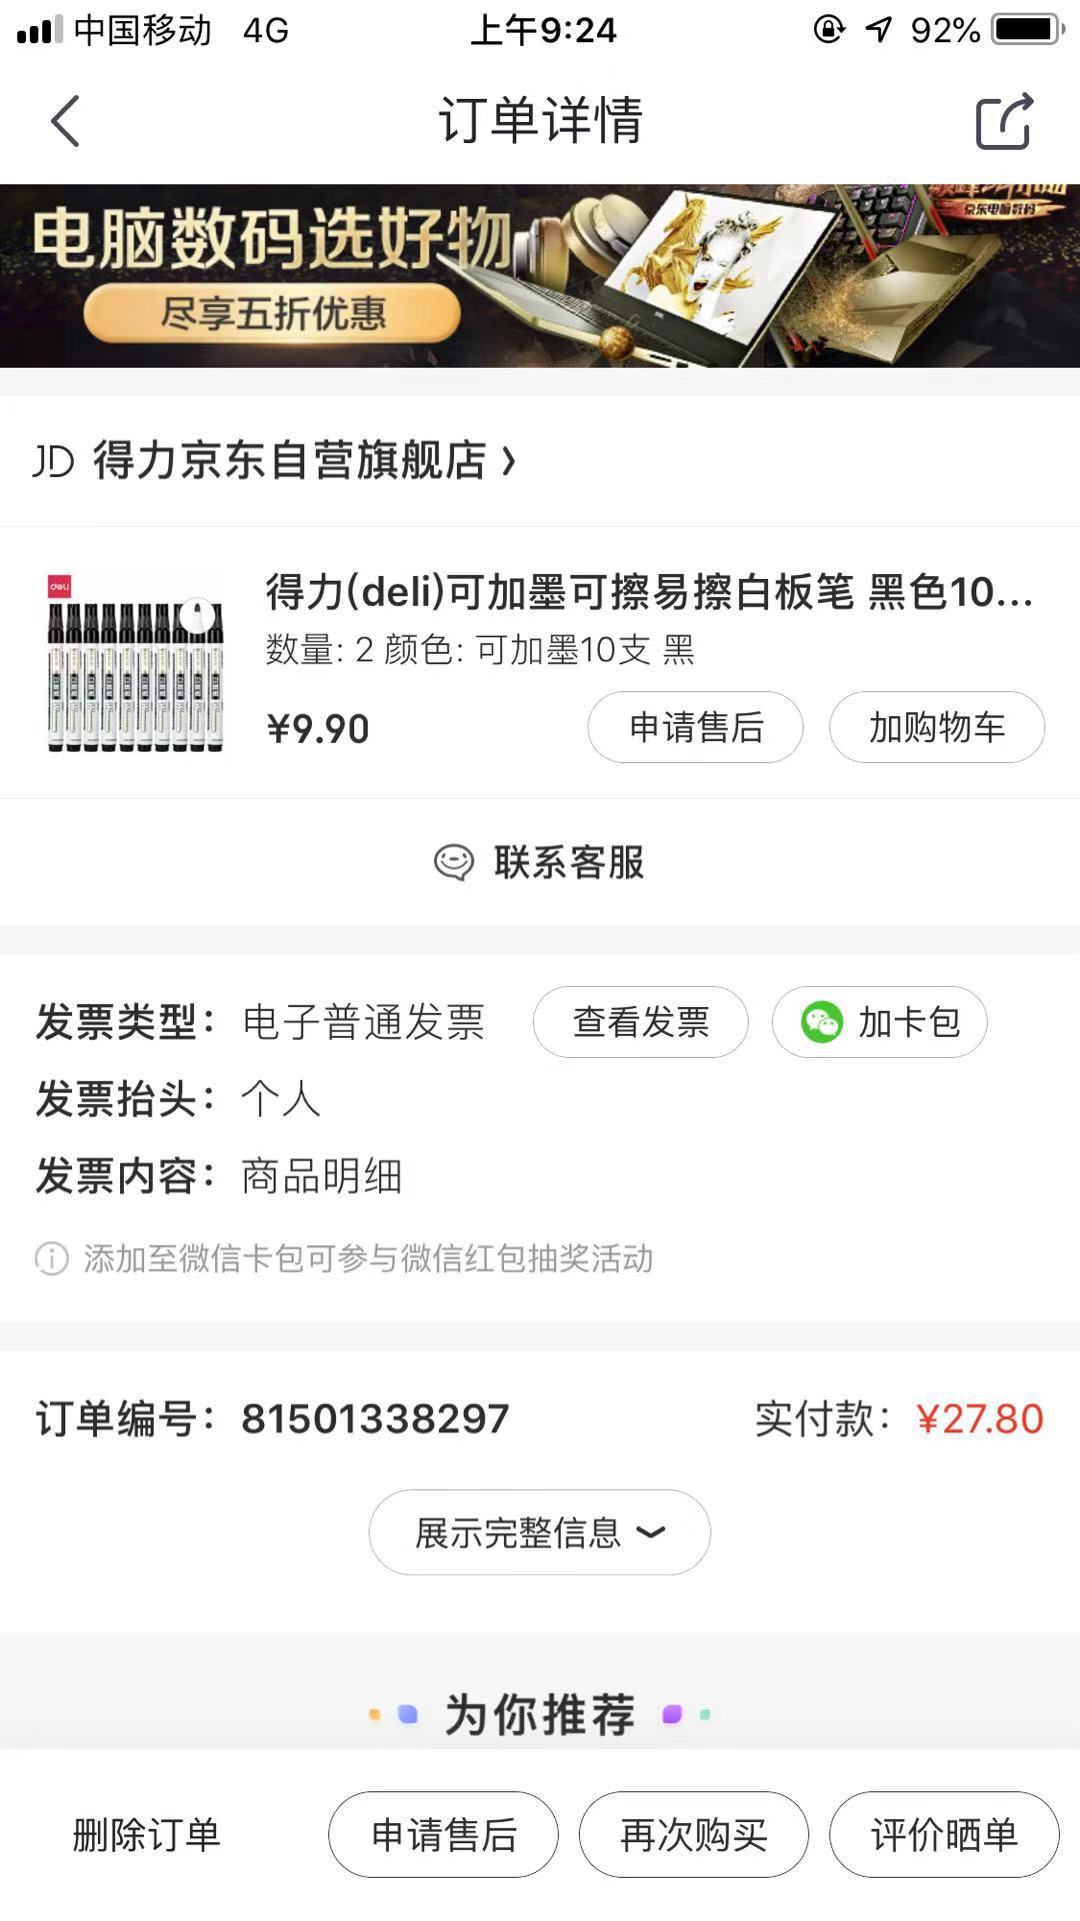 中国移动 4G 上午9:24 92%
订单详情
京东电脑数码
电脑数码选好物
尽享五折优惠
JD 得力京东自营旗舰店 >
deli
得力(deli)可加墨可擦易擦白板笔 黑色10...
数量: 2 颜色: 可加墨10支 黑
¥9.90 申请售后 加购物车
联系客服
发票类型: 电子普通发票 查看发票 加卡包
发票抬头: 个人
发票内容: 商品明细
添加至微信卡包可参与微信红包抽奖活动
订单编号: 81501338297 实付款: ¥27.80
展示完整信息
为你推荐
删除订单 申请售后 再次购买 评价晒单